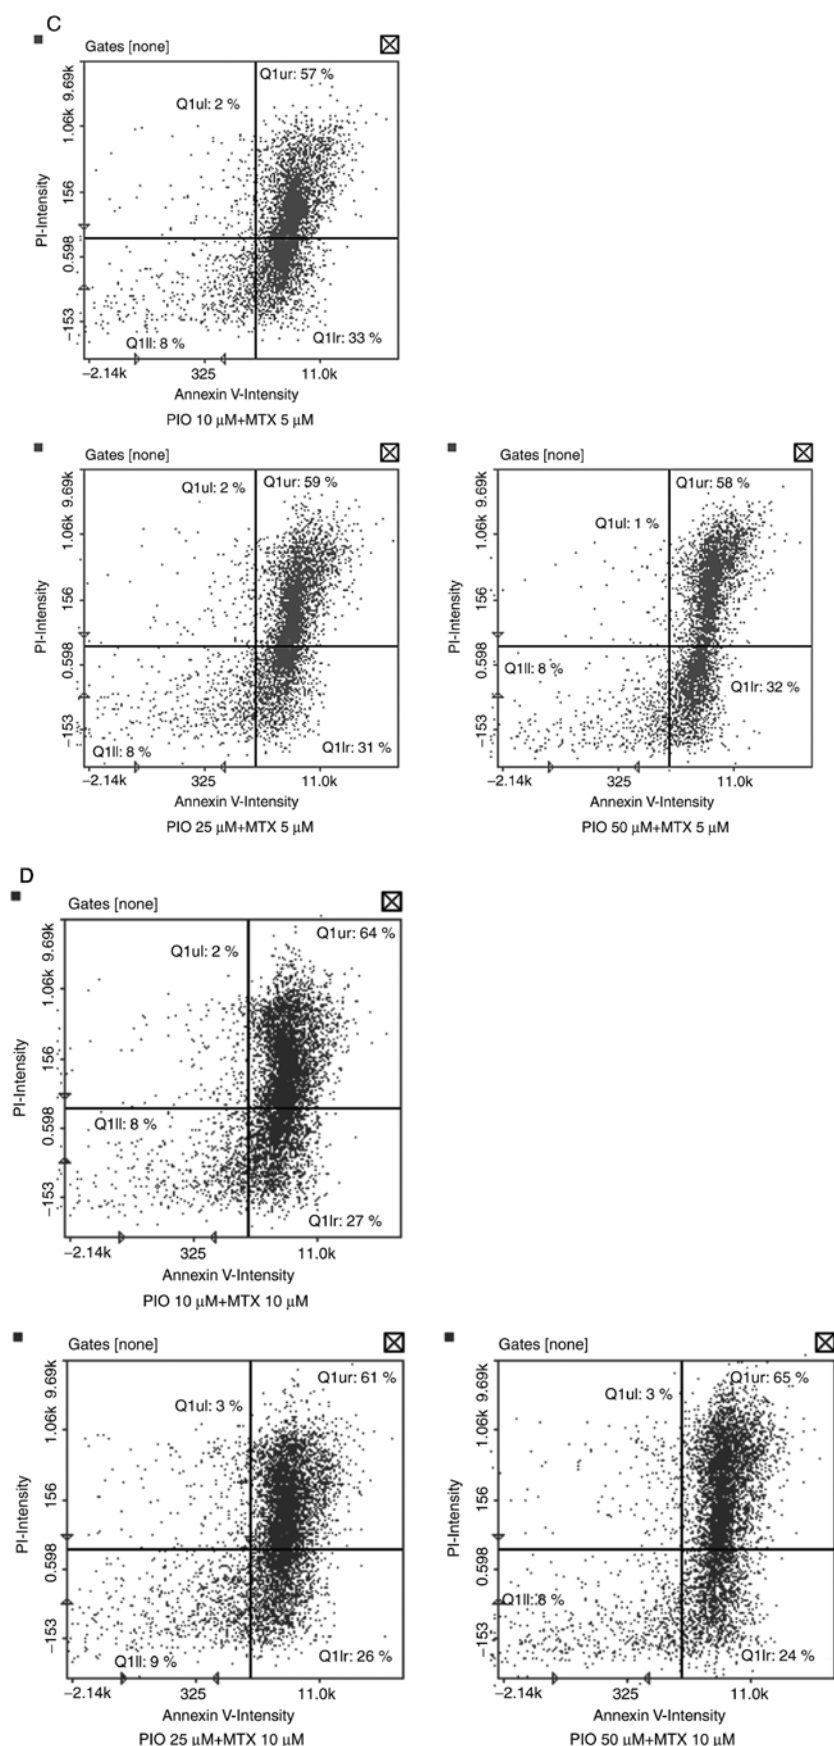 C
Gates [none]
Q1ur: 57 %
Q1ul: 2 %
9.69k
1.06k
156
0.598
−153
PI-Intensity
Q1ll: 8 %
Q1lr: 33 %
−2.14k 325 11.0k
Annexin V-Intensity
PIO 10 µM+MTX 5 µM
Gates [none]
Q1ul: 2 %
Q1ur: 59 %
9.69k
1.06k
156
0.598
−153
PI-Intensity
Q1ll: 8 %
Q1lr: 31 %
−2.14k 325 11.0k
Annexin V-Intensity
PIO 25 µM+MTX 5 µM
Gates [none]
Q1ur: 58 %
Q1ul: 1 %
9.69k
1.06k
156
0.598
−153
PI-Intensity
Q1ll: 8 %
Q1lr: 32 %
−2.14k 325 11.0k
Annexin V-Intensity
PIO 50 µM+MTX 5 µM
D
Gates [none]
Q1ur: 64 %
Q1ul: 2 %
9.69k
1.06k
156
0.598
−153
PI-Intensity
Q1ll: 8 %
Q1lr: 27 %
−2.14k 325 11.0k
Annexin V-Intensity
PIO 10 µM+MTX 10 µM
Gates [none]
Q1ur: 61 %
Q1ul: 3 %
9.69k
1.06k
156
0.598
−153
PI-Intensity
Q1ll: 9 %
Q1lr: 26 %
−2.14k 325 11.0k
Annexin V-Intensity
PIO 25 µM+MTX 10 µM
Gates [none]
Q1ur: 65 %
Q1ul: 3 %
9.69k
1.06k
156
0.598
−153
PI-Intensity
Q1ll: 8 %
Q1lr: 24 %
−2.14k 325 11.0k
Annexin V-Intensity
PIO 50 µM+MTX 10 µM